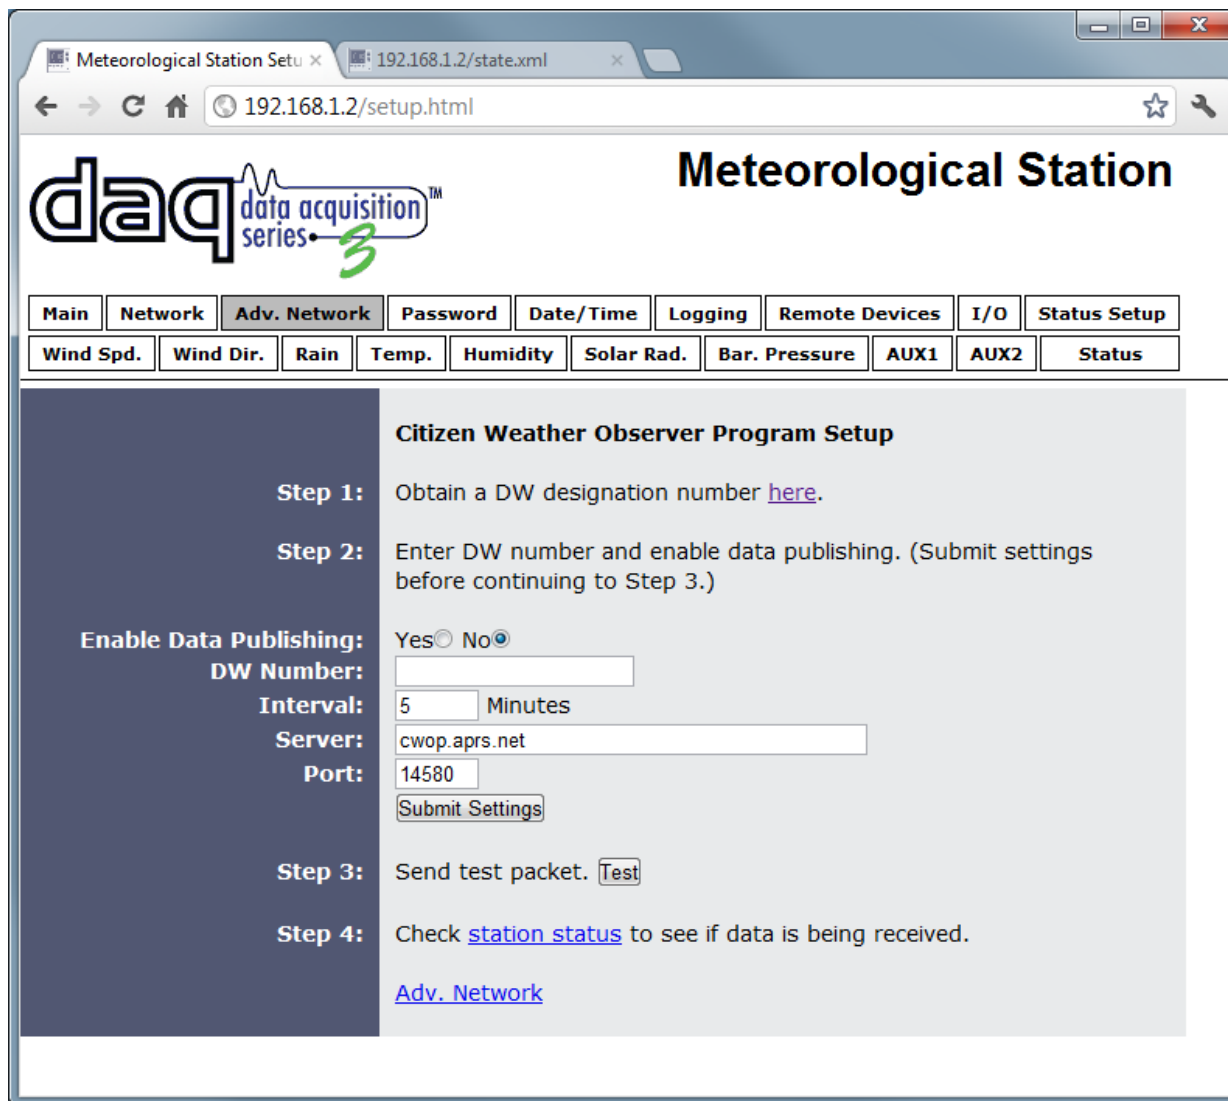 Meteorological Station Setu
192.168.1.2/state.xml
192.168.1.2/setup.html
daq data acquisition series 3 ™
Meteorological Station
Main Network Adv. Network Password Date/Time Logging Remote Devices I/O Status Setup
Wind Spd. Wind Dir. Rain Temp. Humidity Solar Rad. Bar. Pressure AUX1 AUX2 Status
Citizen Weather Observer Program Setup
Step 1: Obtain a DW designation number here.
Step 2: Enter DW number and enable data publishing. (Submit settings
before continuing to Step 3.)
Enable Data Publishing: Yes No
DW Number:
Interval: 5 Minutes
Server: cwop.aprs.net
Port: 14580
Submit Settings
Step 3: Send test packet. Test
Step 4: Check station status to see if data is being received.
Adv. Network